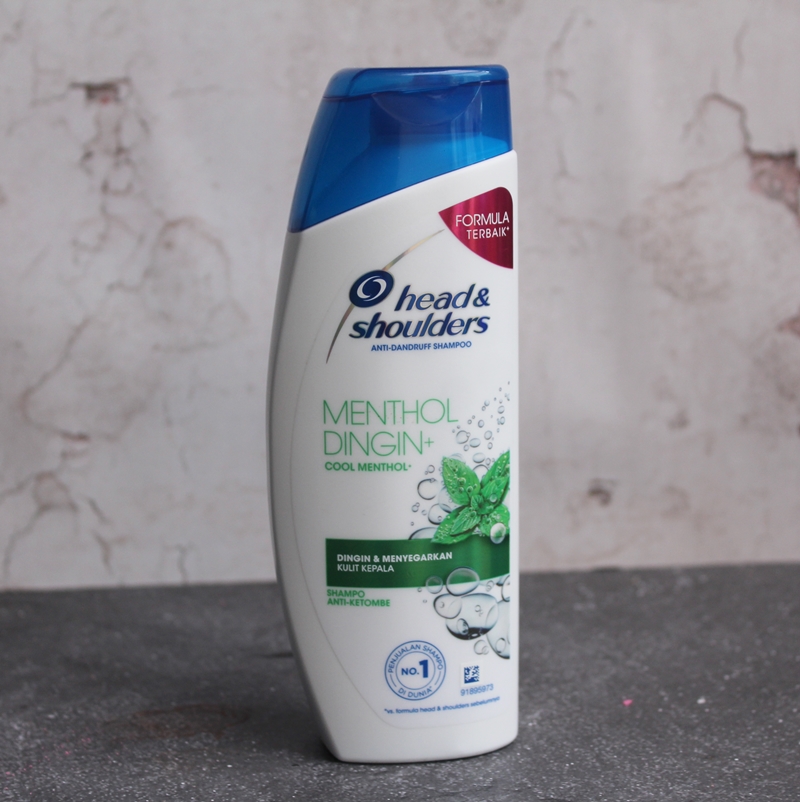 FORMULA
TERBAIK*
head &
shoulders
ANTI-DANDRUFF SHAMPOO
MENTHOL
DINGIN+
COOL MENTHOL*
DINGIN & MENYEGARKAN
KULIT KEPALA
SHAMPO
ANTI-KETOMBE
PENJUALAN SHAMPO
NO.1
DI DUNIA*
91895973
*vs. formula head & shoulders sebelumnya